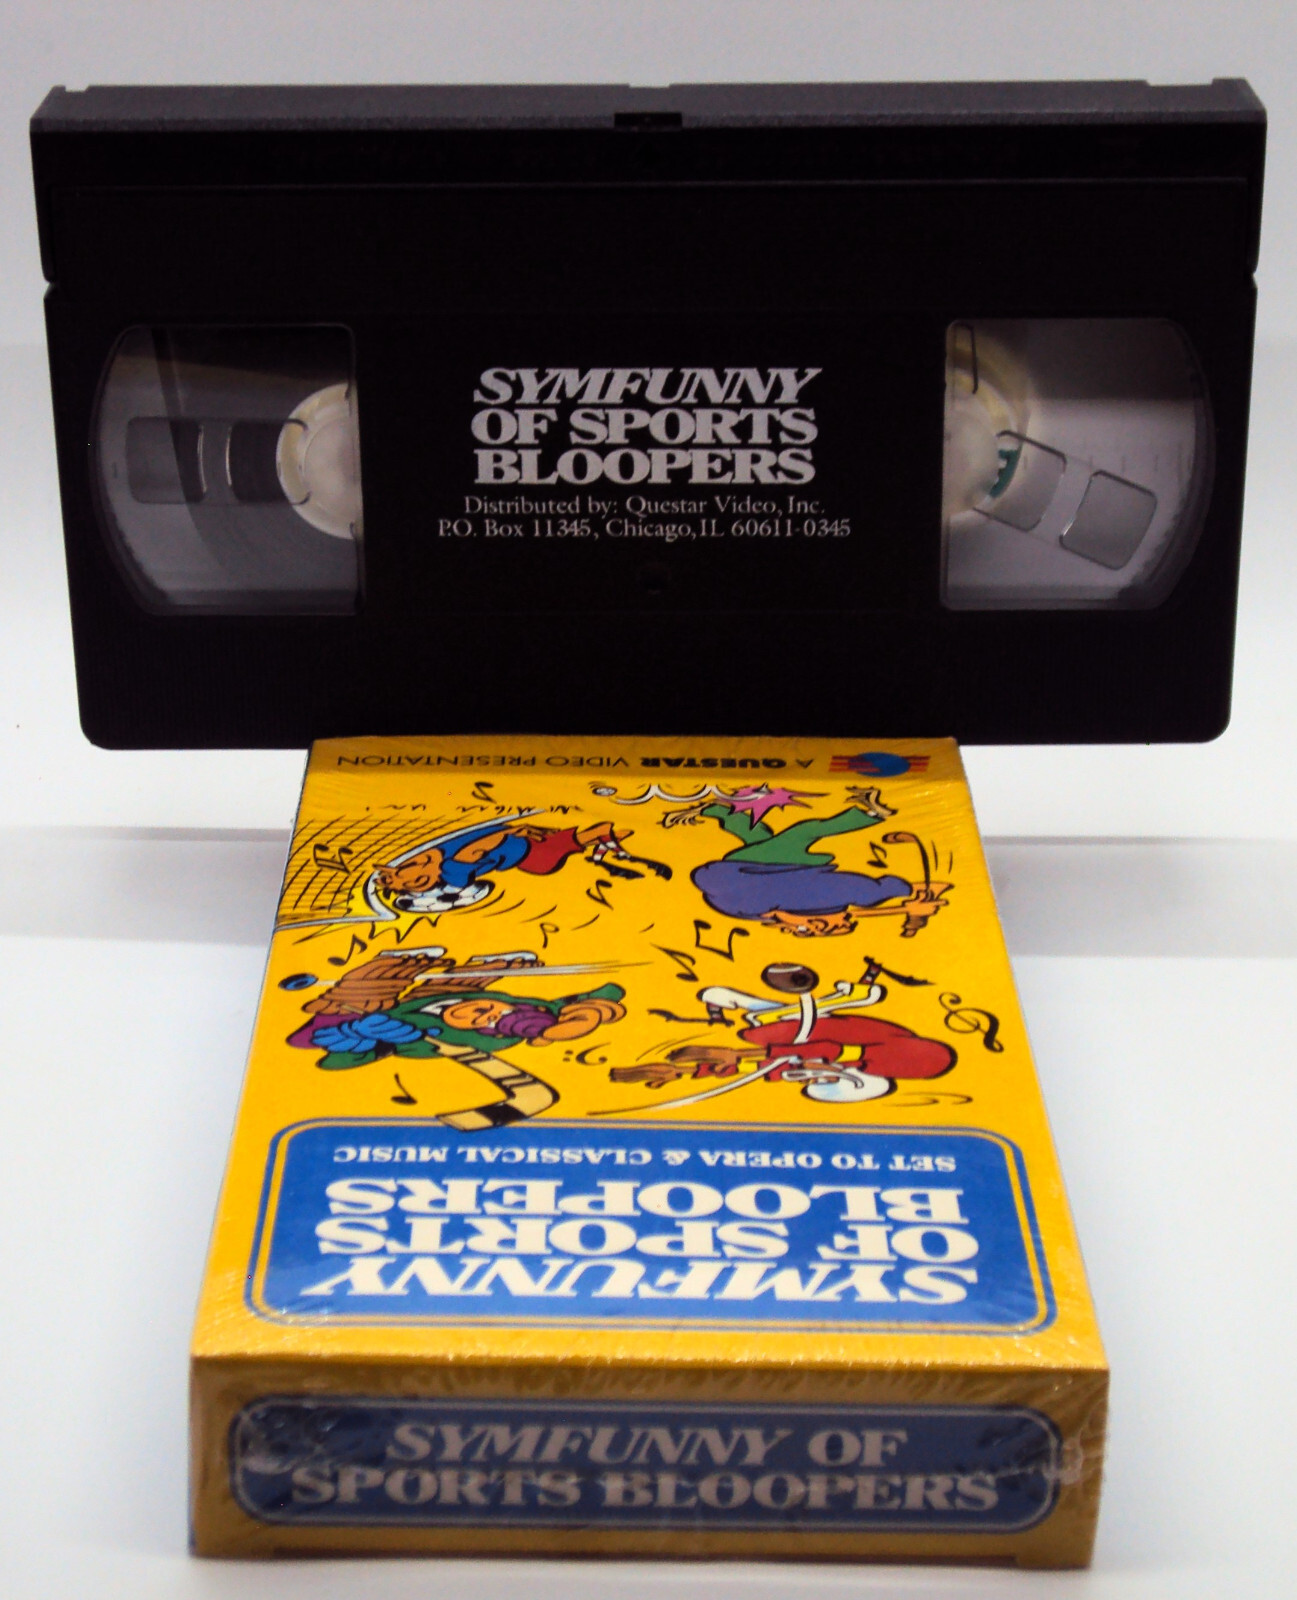 SYMFUNNY
OF SPORTS
BLOOPERS
Distributed by: Questar Video, Inc.
P.O. Box 11345, Chicago, IL 60611-0345
A QUESTAR VIDEO PRESENTATION
SYMFUNNY
OF SPORTS
BLOOPERS
SET TO OPERA & CLASSICAL MUSIC
SYMFUNNY OF
SPORTS BLOOPERS